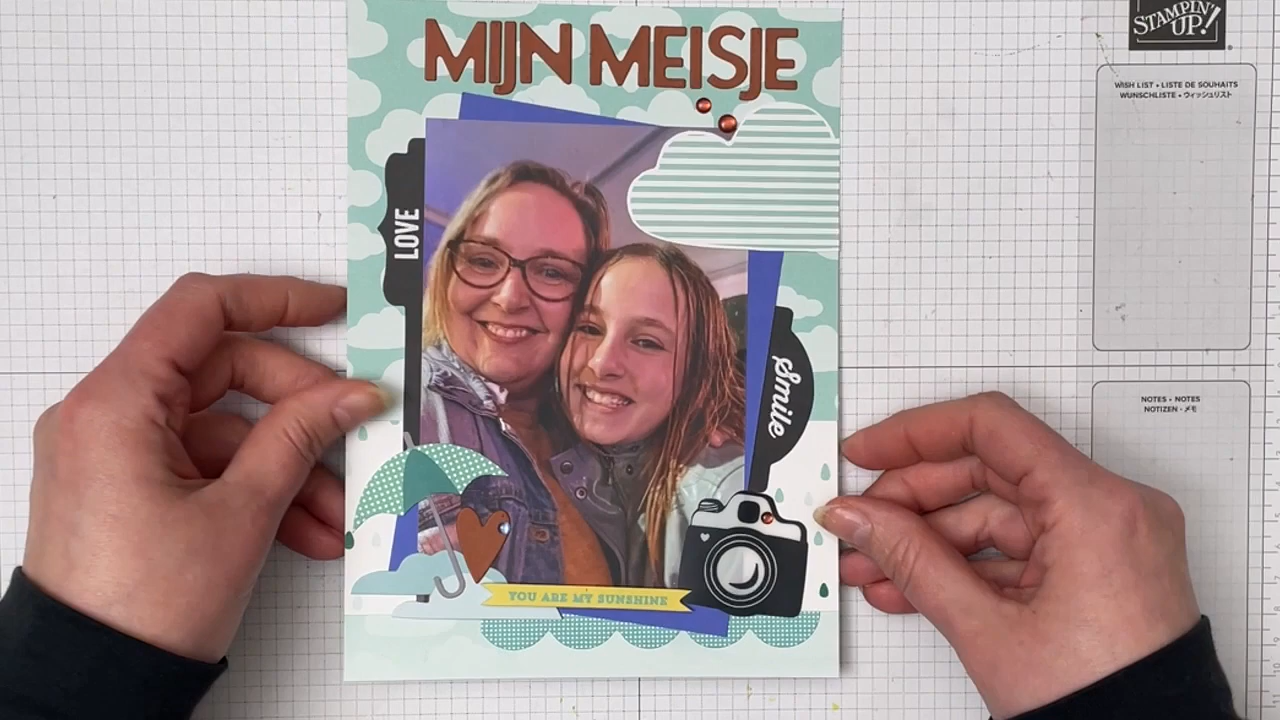 MIJN MEISJE
LOVE
Smile
YOU ARE MY SUNSHINE
STAMPIN' UP!
WISH LIST • LISTE DE SOUHAITS
WUNSCHLISTE • ウィッシュリスト
NOTES • NOTES
NOTIZEN • メモ